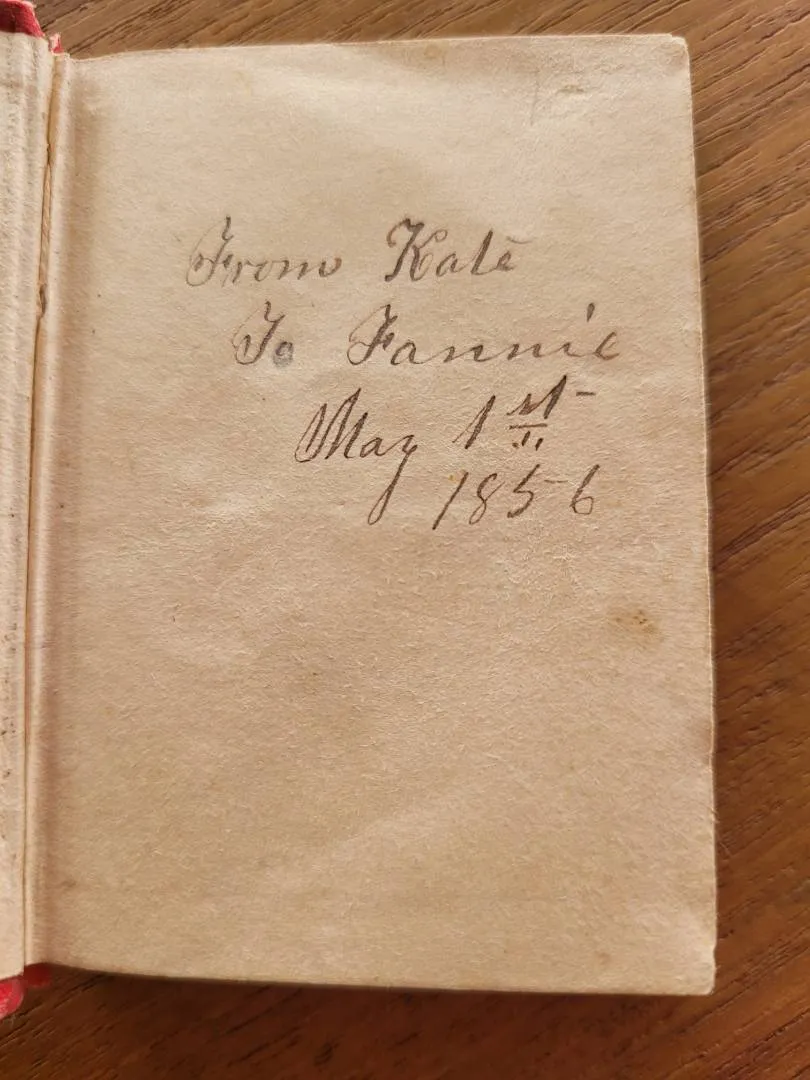 From Kate
To Fannie
May 1st
1856